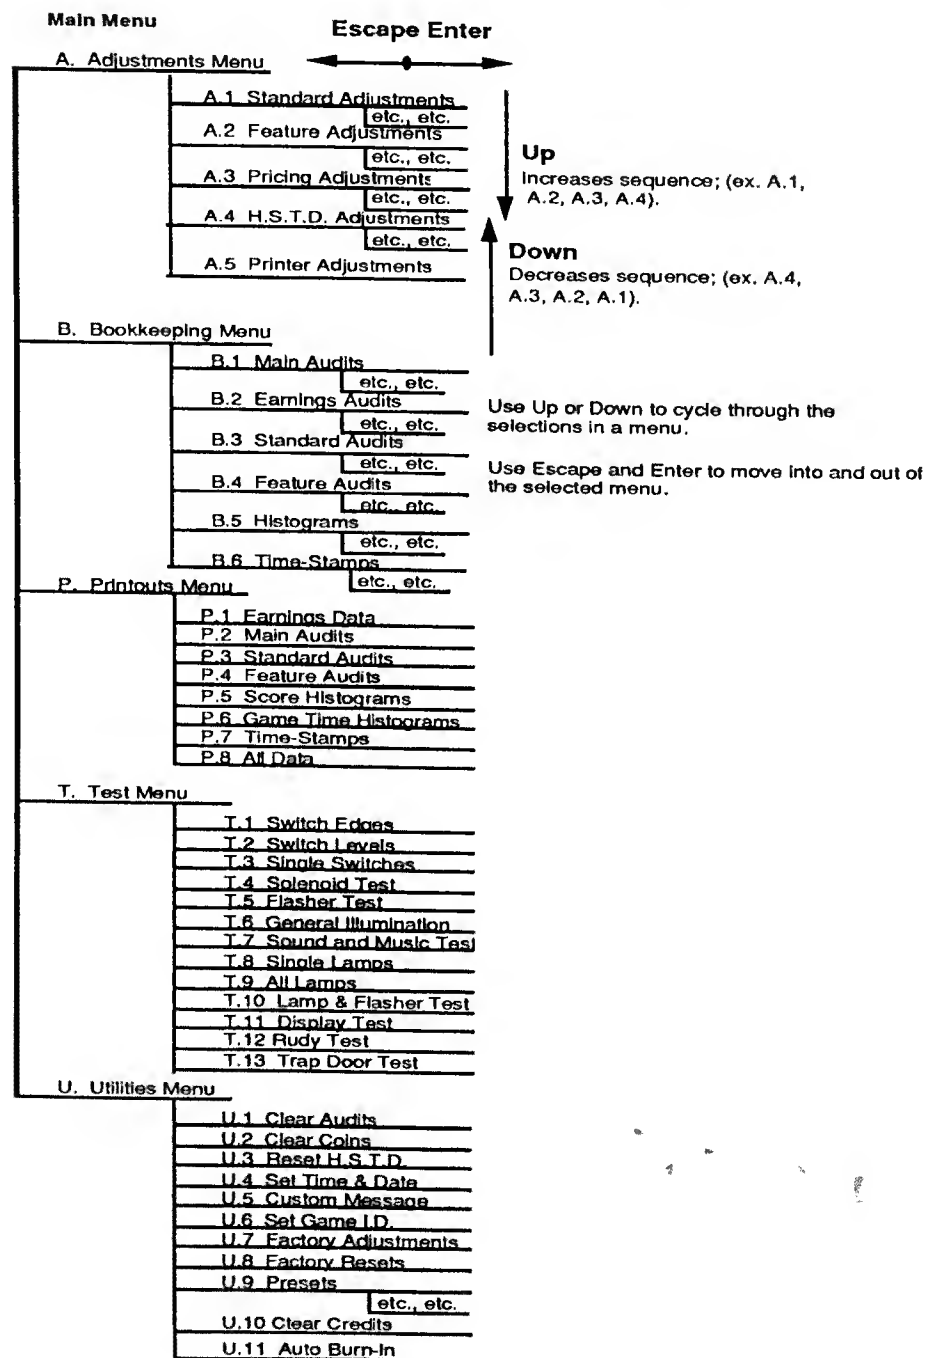 Main Menu
Escape Enter
A. Adjustments Menu
A.1 Standard Adjustments
etc., etc.
A.2 Feature Adjustments
etc., etc.
A.3 Pricing Adjustments
etc., etc.
A.4 H.S.T.D. Adjustments
etc., etc.
A.5 Printer Adjustments
Up
Increases sequence; (ex. A.1,
A.2, A.3, A.4).
Down
Decreases sequence; (ex. A.4,
A.3, A.2, A.1).
B. Bookkeeping Menu
B.1 Main Audits
etc., etc.
B.2 Earnings Audits
etc., etc.
B.3 Standard Audits
etc., etc.
B.4 Feature Audits
etc., etc.
B.5 Histograms
etc., etc.
B.6 Time-Stamps
etc., etc.
Use Up or Down to cycle through the
selections in a menu.
Use Escape and Enter to move into and out of
the selected menu.
P. Printouts Menu
P.1 Earnings Data
P.2 Main Audits
P.3 Standard Audits
P.4 Feature Audits
P.5 Score Histograms
P.6 Game Time Histograms
P.7 Time-Stamps
P.8 All Data
T. Test Menu
T.1 Switch Edges
T.2 Switch Levels
T.3 Single Switches
T.4 Solenoid Test
T.5 Flasher Test
T.6 General Illumination
T.7 Sound and Music Test
T.8 Single Lamps
T.9 All Lamps
T.10 Lamp & Flasher Test
T.11 Display Test
T.12 Rudy Test
T.13 Trap Door Test
U. Utilities Menu
U.1 Clear Audits
U.2 Clear Coins
U.3 Reset H.S.T.D.
U.4 Set Time & Date
U.5 Custom Message
U.6 Set Game I.D.
U.7 Factory Adjustments
U.8 Factory Resets
U.9 Presets
etc., etc.
U.10 Clear Credits
U.11 Auto Burn-In